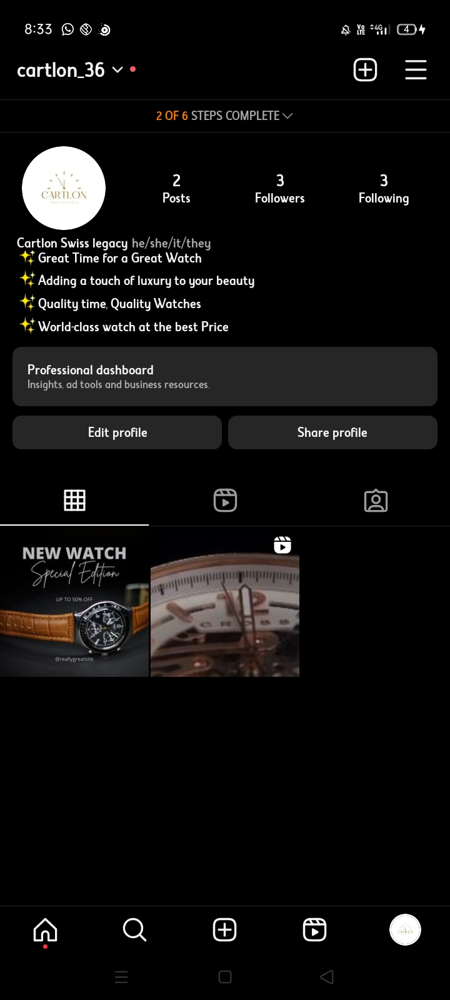 8:33
Vo LTE 4G 4
cartlon_36
2 OF 6 STEPS COMPLETE
CARTLON
2 3 3
Posts Followers Following
Cartlon Swiss legacy he/she/it/they
✨Great Time for a Great Watch
✨Adding a touch of luxury to your beauty
✨Quality time, Quality Watches
✨World-class watch at the best Price
Professional dashboard
Insights, ad tools and business resources.
Edit profile Share profile
NEW WATCH
Special Edition
UP TO 50% OFF
@reallygreatsite